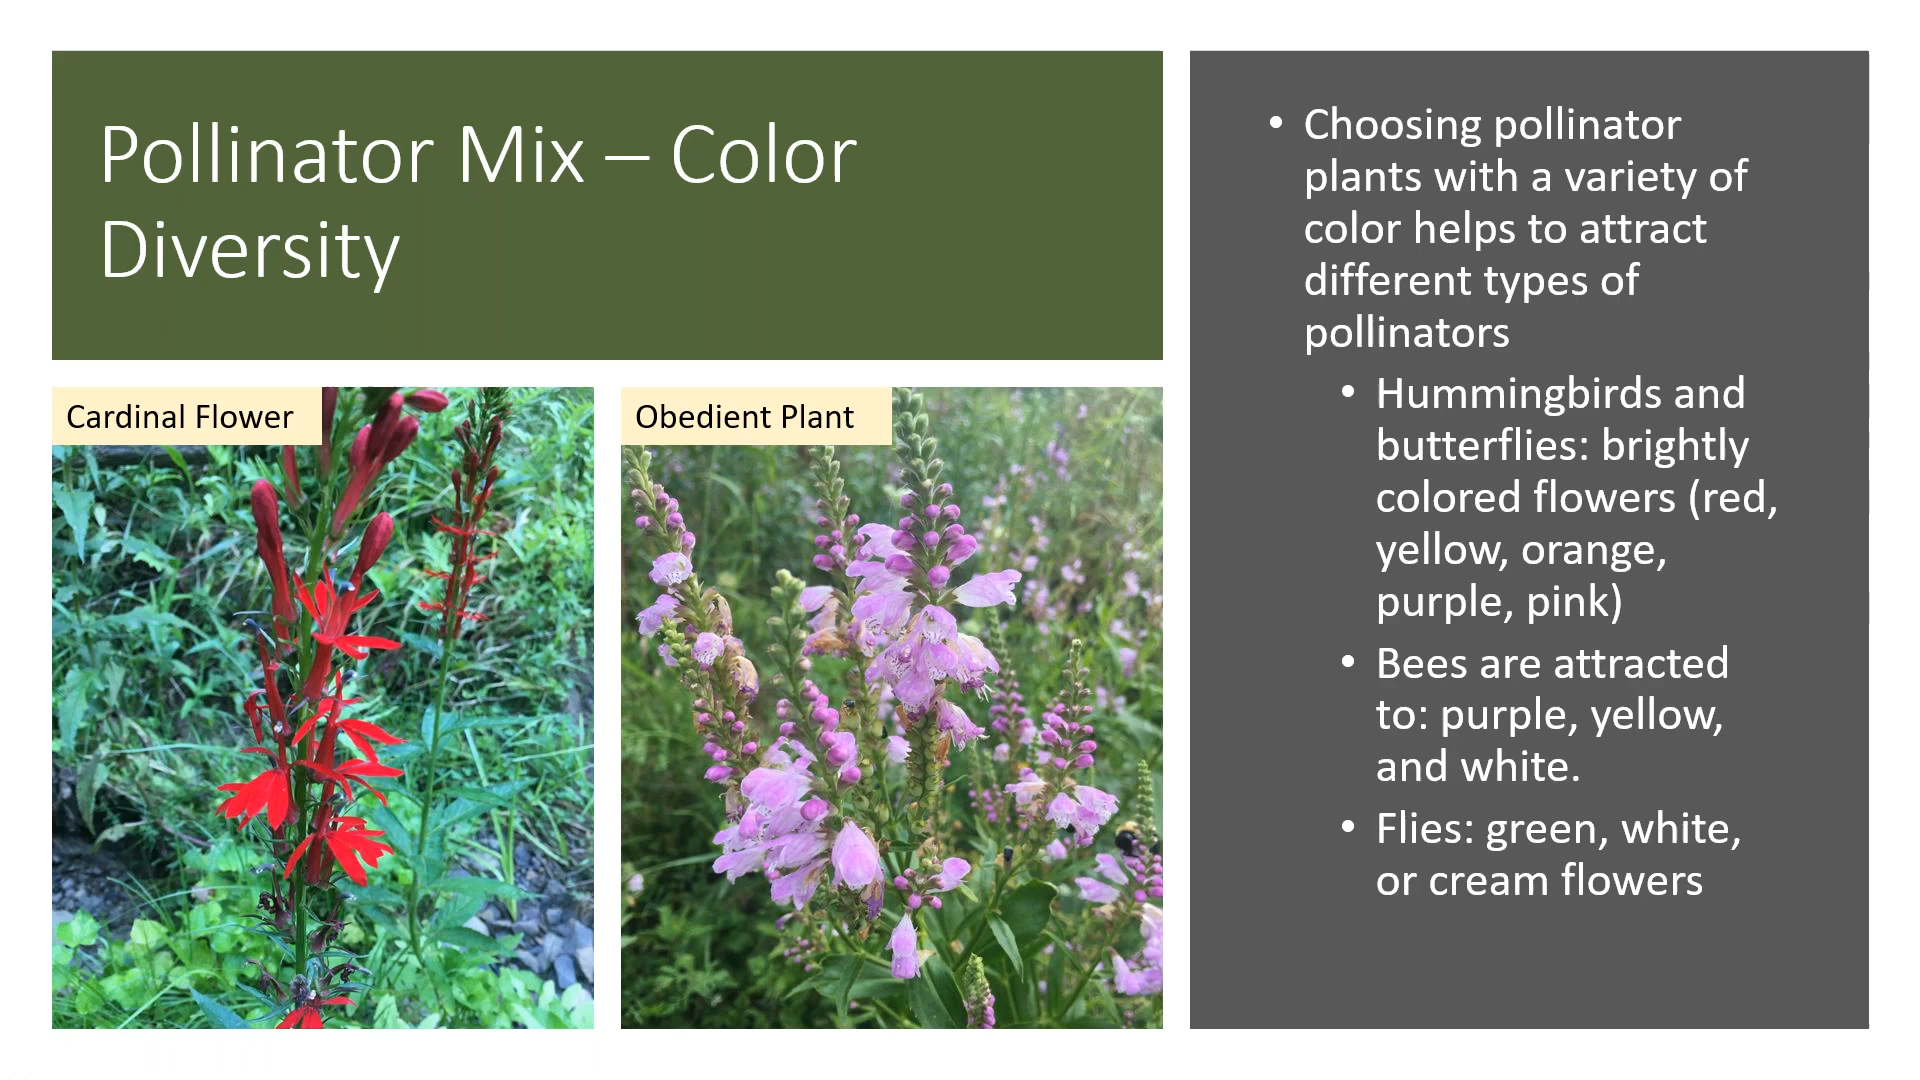 Pollinator Mix – Color
Diversity
Cardinal Flower
Obedient Plant
• Choosing pollinator
plants with a variety of
color helps to attract
different types of
pollinators
• Hummingbirds and
butterflies: brightly
colored flowers (red,
yellow, orange,
purple, pink)
• Bees are attracted
to: purple, yellow,
and white.
• Flies: green, white,
or cream flowers